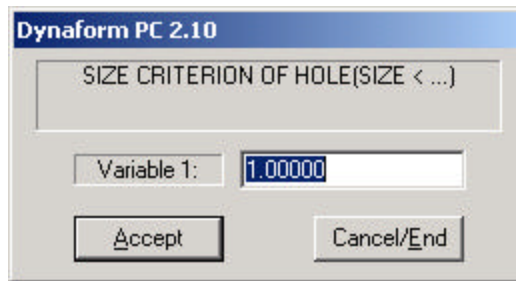 Dynaform PC 2.10
SIZE CRITERION OF HOLE(SIZE < ...)
Variable 1: 1.00000
Accept Cancel/End